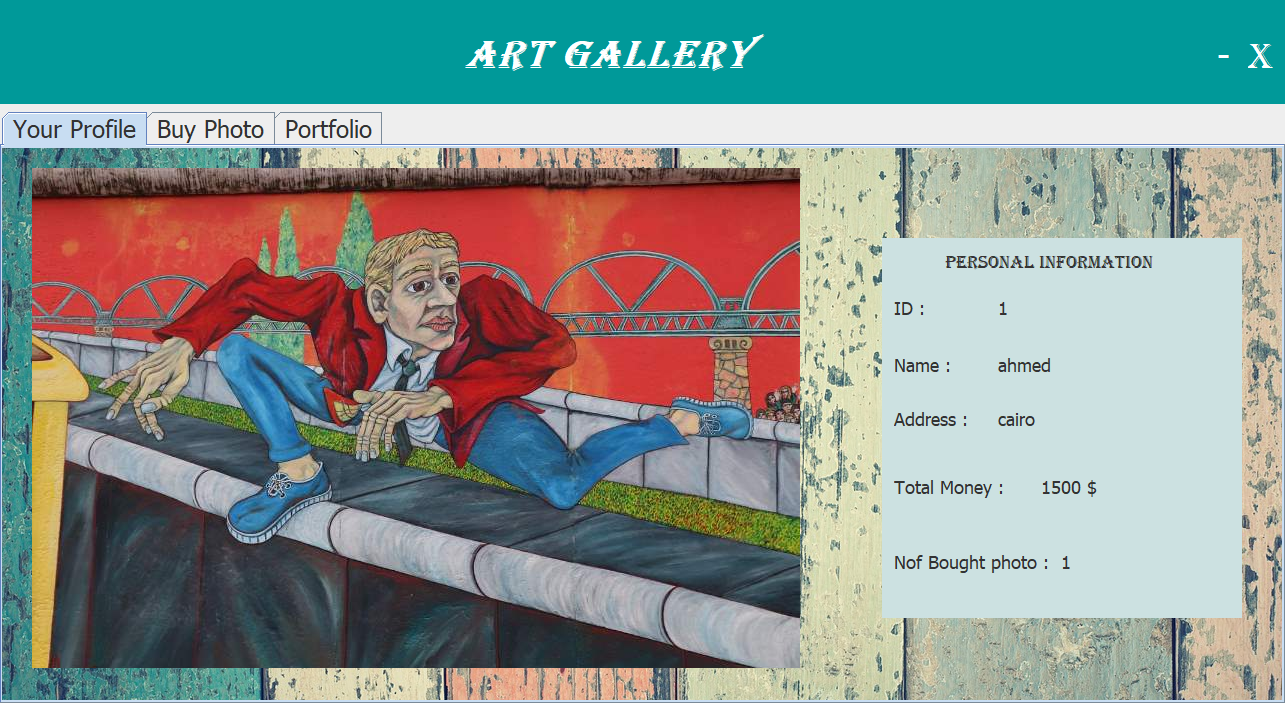 ART GALLERY
- X
Your Profile Buy Photo Portfolio
PERSONAL INFORMATION
ID : 1
Name : ahmed
Address : cairo
Total Money : 1500 $
Nof Bought photo : 1